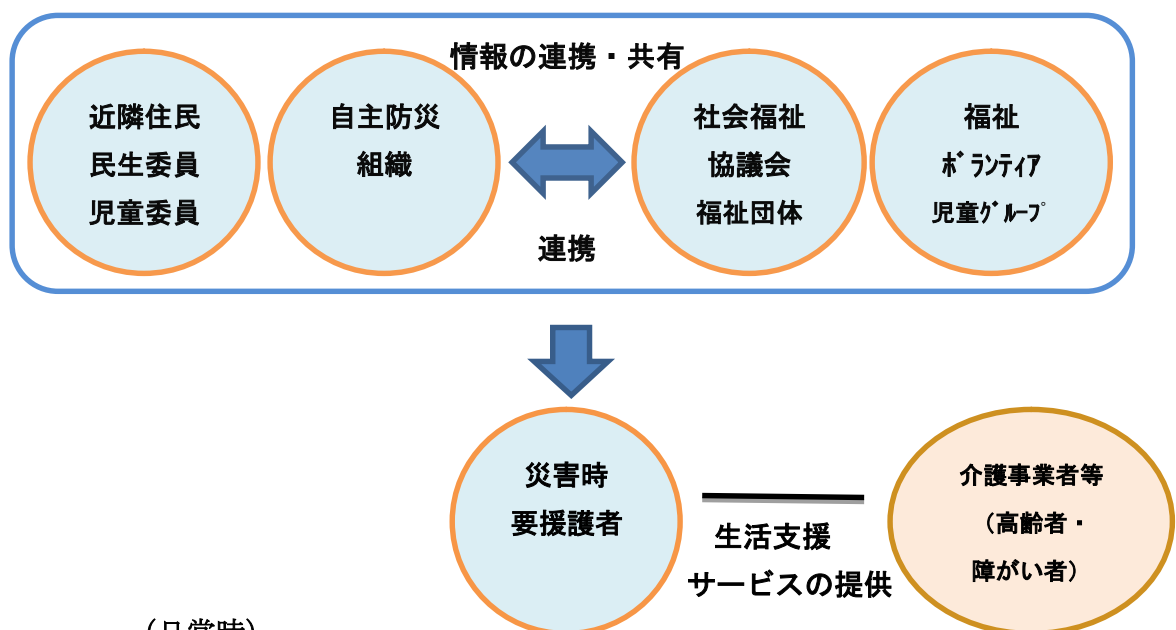 情報の連携・共有
近隣住民
民生委員
児童委員
自主防災
組織
社会福祉
協議会
福祉団体
福祉
ﾎﾞﾗﾝﾃｨｱ
児童ｸﾞﾙｰﾌﾟ
連携
災害時
要援護者
生活支援
サービスの提供
介護事業者等
（高齢者・
障がい者）
（日常時）